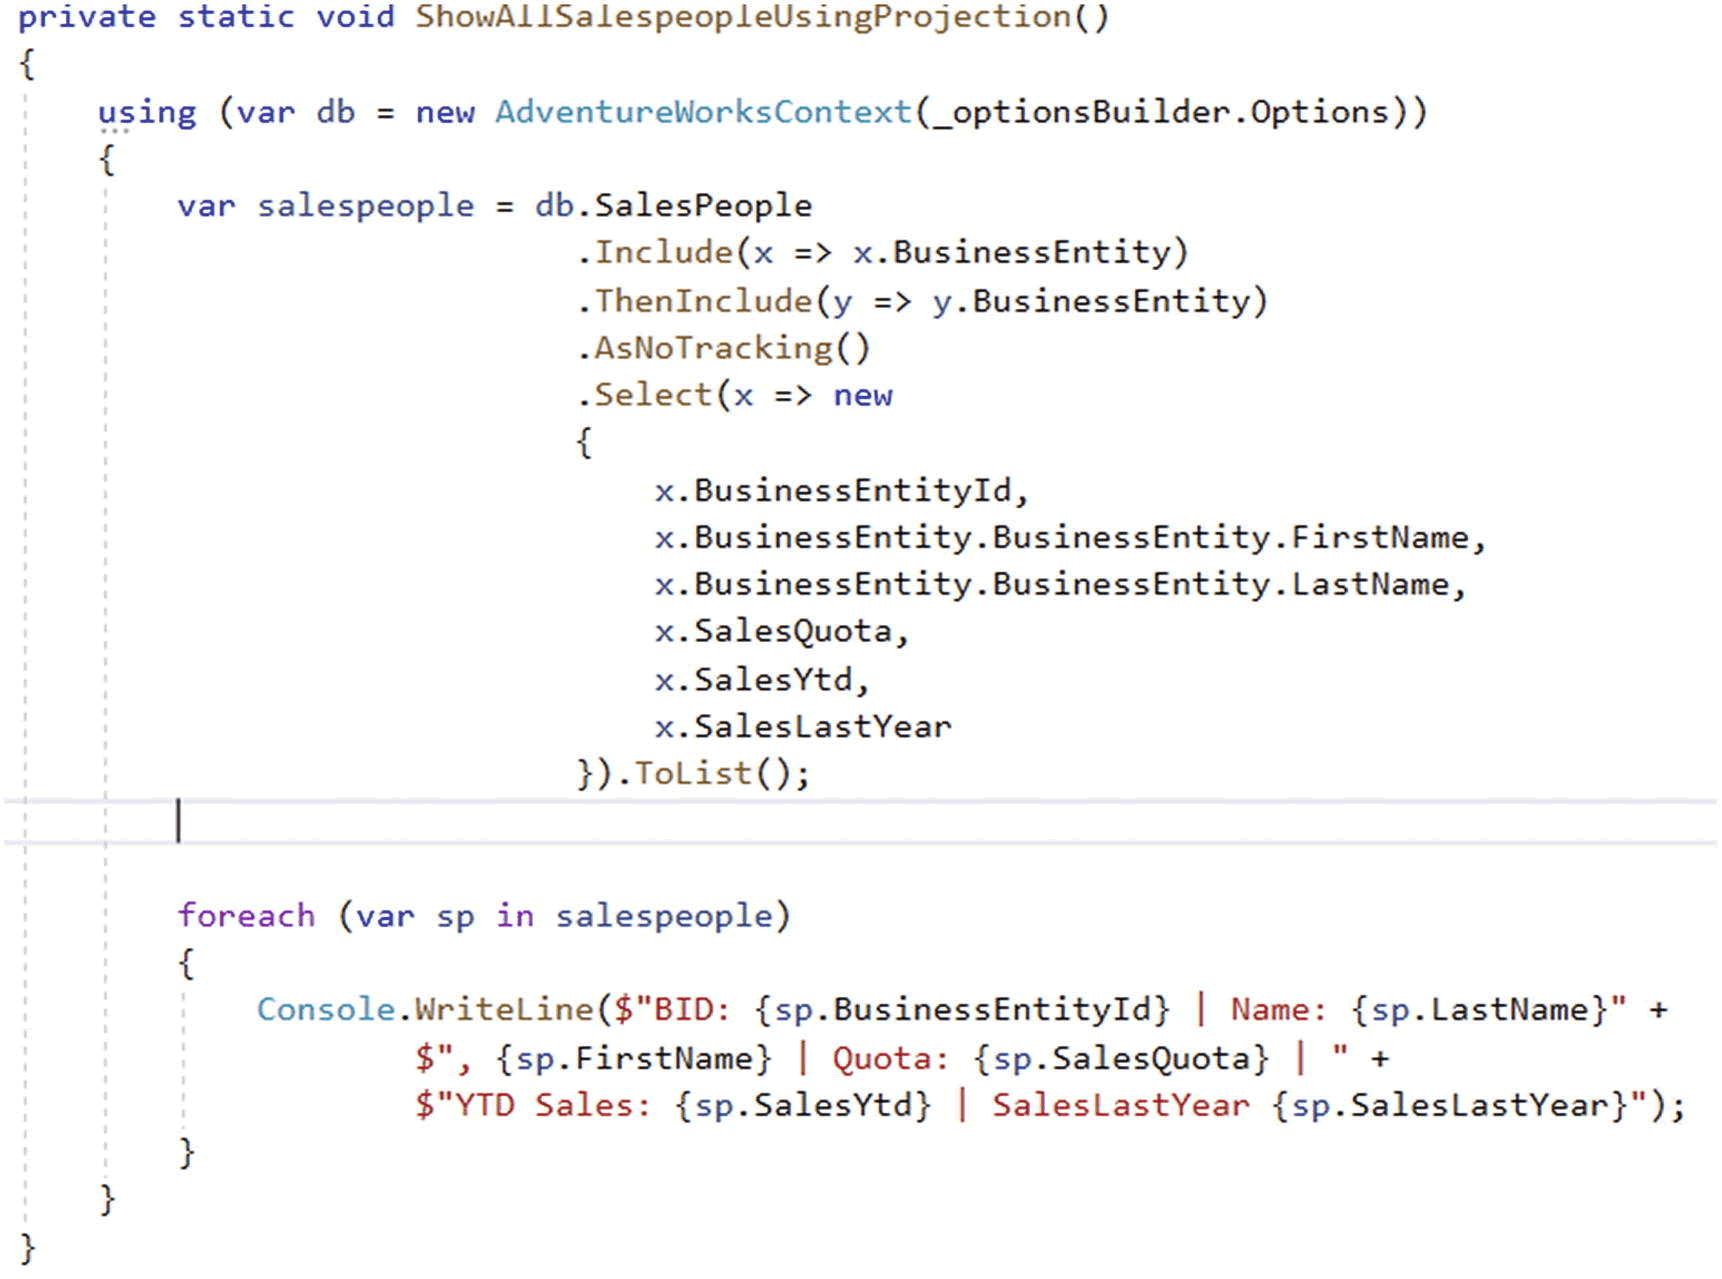 private static void ShowAllSalespeopleUsingProjection()
{
using (var db = new AdventureWorksContext(_optionsBuilder.Options))
{
var salespeople = db.SalesPeople
.Include(x => x.BusinessEntity)
.ThenInclude(y => y.BusinessEntity)
.AsNoTracking()
.Select(x => new
{
x.BusinessEntityId,
x.BusinessEntity.BusinessEntity.FirstName,
x.BusinessEntity.BusinessEntity.LastName,
x.SalesQuota,
x.SalesYtd,
x.SalesLastYear
}).ToList();
foreach (var sp in salespeople)
{
Console.WriteLine($"BID: {sp.BusinessEntityId} | Name: {sp.LastName}" +
$", {sp.FirstName} | Quota: {sp.SalesQuota} | " +
$"YTD Sales: {sp.SalesYtd} | SalesLastYear {sp.SalesLastYear}");
}
}
}